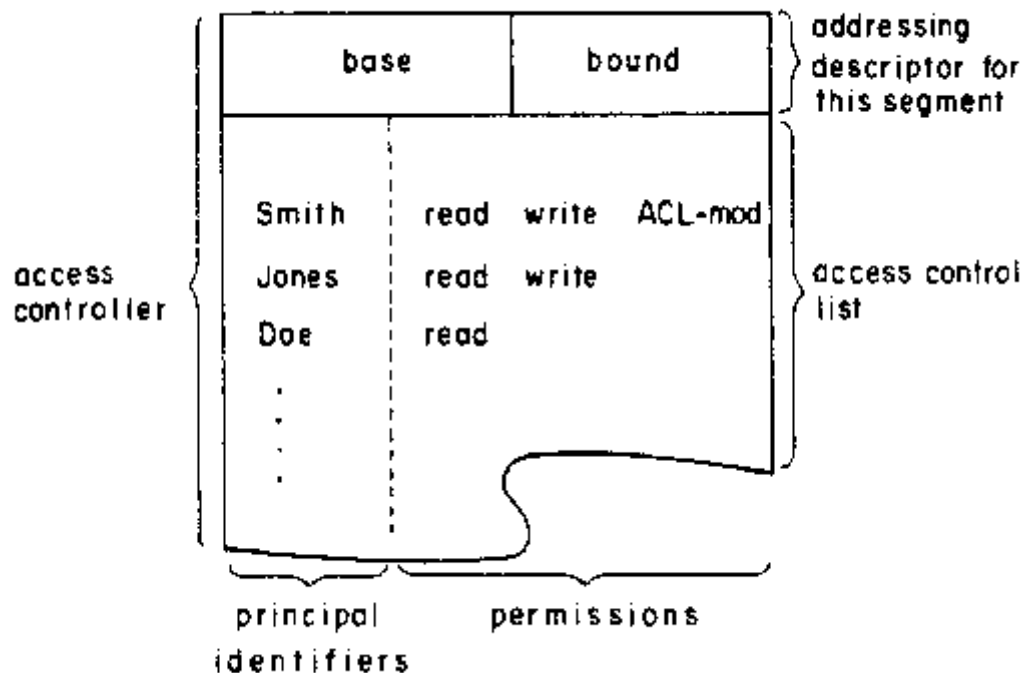 base bound
addressing
descriptor for
this segment
Smith read write ACL-mod
Jones read write
Doe read
access
controller
access control
list
principal
identifiers
permissions